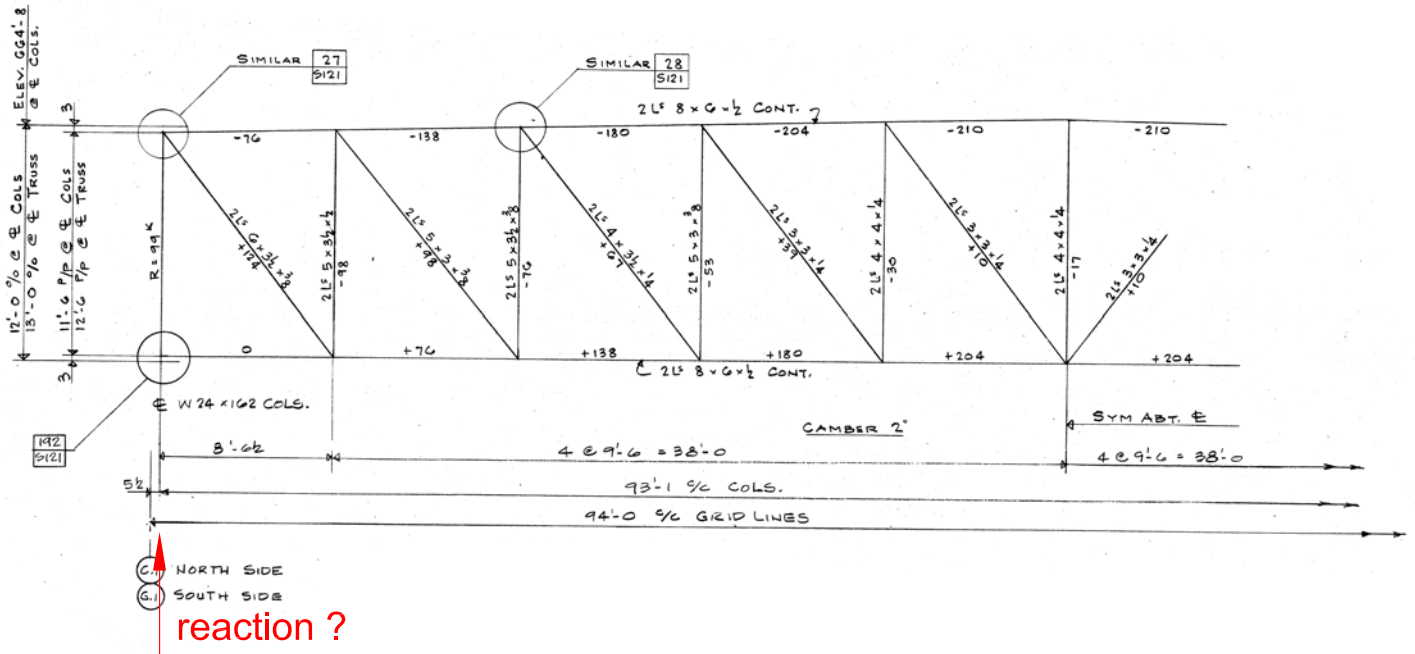 ELEV. 664'-8
@ ℄ COLS.
12'-0 % @ ℄ COLS
13'-0 % @ ℄ TRUSS
11'-6 P/P @ ℄ COLS
12'-6 P/P @ ℄ TRUSS
3
3
SIMILAR 27
S121
SIMILAR 28
S121
2Ls 8 x 6 x ½ CONT.
-76
-138
-180
-204
-210
-210
R = 99K
2Ls 6 x 3½ x 3/8
+124
2Ls 5 x 3½ x ½
-98
2Ls 5 x 3 x 3/8
+98
2Ls 5 x 3½ x 3/8
-76
2Ls 4 x 3½ x ¼
+67
2Ls 5 x 3 x 3/8
-53
2Ls 3 x 3 x ¼
+39
2Ls 4 x 4 x ¼
-30
2Ls 3 x 3 x ¼
+10
2Ls 4 x 4 x ¼
-17
2Ls 3 x 3 x ¼
+10
0
+76
+138
+180
+204
+204
2Ls 8 x 6 x ½ CONT.
℄ W 24 x 162 COLS.
192
S121
CAMBER 2"
SYM ABT. ℄
8'-6½
4 @ 9'-6 = 38'-0
4 @ 9'-6 = 38'-0
5½
93'-1 c/c COLS.
94'-0 c/c GRID LINES
C.1 NORTH SIDE
G.1 SOUTH SIDE
reaction ?